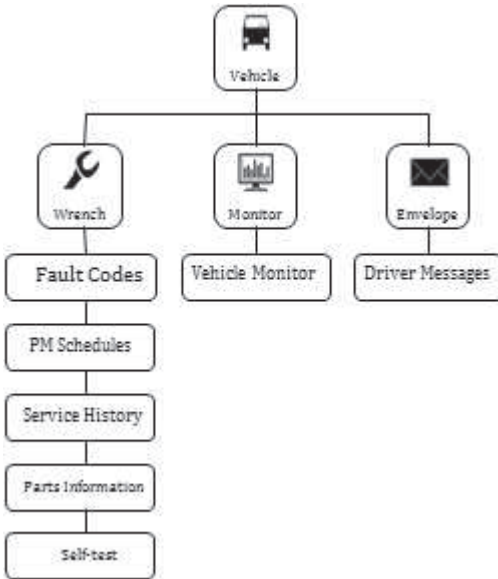 Vehicle
Wrench
Monitor
Envelope
Fault Codes
Vehicle Monitor
Driver Messages
PM Schedules
Service History
Parts Information
Self-test